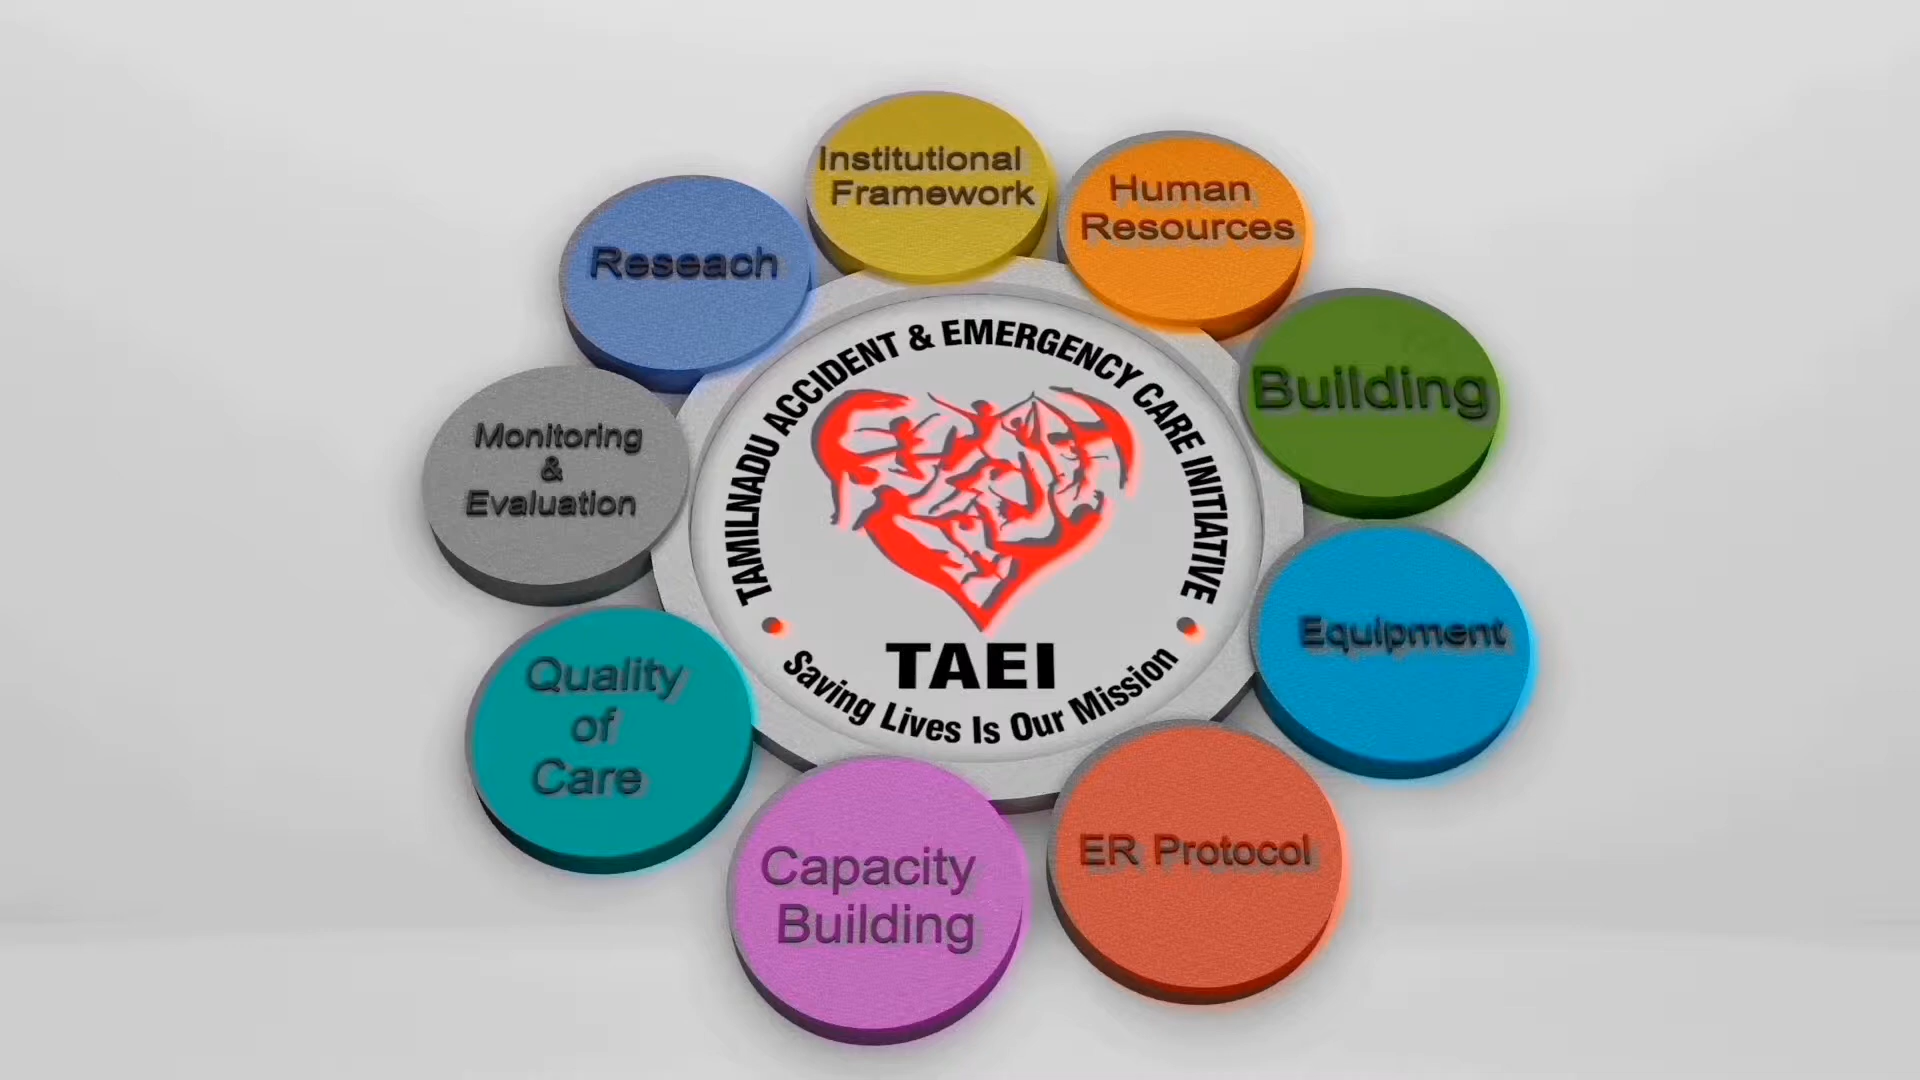 Institutional
Framework
Human
Resources
Reseach
Building
Monitoring
&
Evaluation
TAMILNADU ACCIDENT & EMERGENCY CARE INITIATIVE
TAEI
Saving Lives Is Our Mission
Equipment
Quality
of
Care
ER Protocol
Capacity
Building